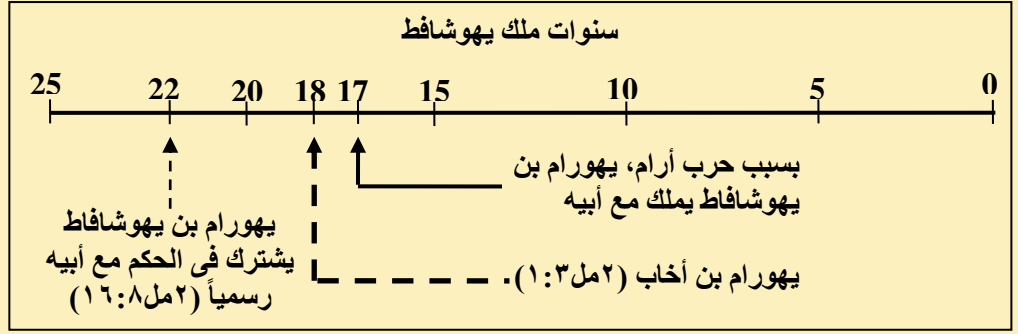 سنوات ملك يهوشافط
0 5 10 15 17 18 20 22 25
بسبب حرب أرام، يهورام بن
يهوشافاط يملك مع أبيه
يهورام بن أخاب (٢مل٣:١).
يهورام بن يهوشافاط
يشترك فى الحكم مع أبيه
رسمياً (٢مل٨:١٦)